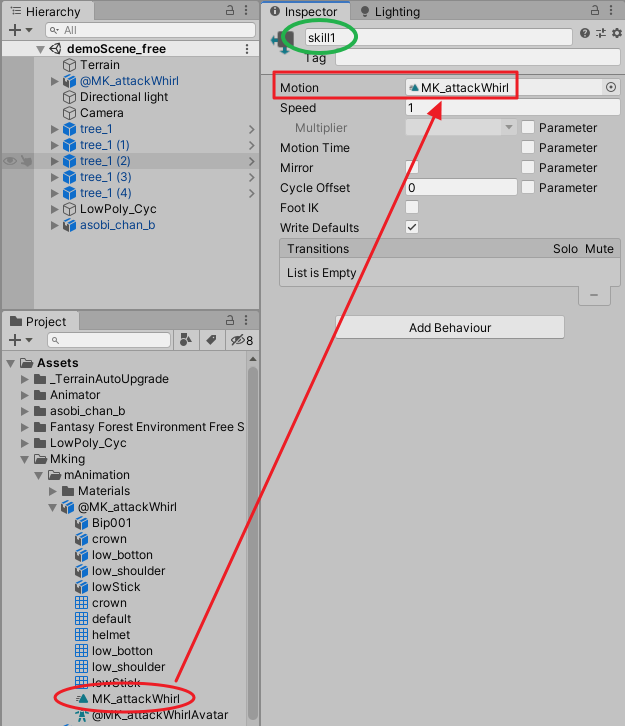 Hierarchy
All
demoScene_free
Terrain
@MK_attackWhirl
Directional light
Camera
tree_1
tree_1 (1)
tree_1 (2)
tree_1 (3)
tree_1 (4)
LowPoly_Cyc
asobi_chan_b
Project
8
Assets
_TerrainAutoUpgrade
Animator
asobi_chan_b
Fantasy Forest Environment Free S
LowPoly_Cyc
Mking
mAnimation
Materials
@MK_attackWhirl
Bip001
crown
low_botton
low_shoulder
lowStick
crown
default
helmet
low_botton
low_shoulder
lowStick
MK_attackWhirl
@MK_attackWhirlAvatar
Inspector
Lighting
skill1
Tag
Motion MK_attackWhirl
Speed 1
Multiplier Parameter
Motion Time Parameter
Mirror Parameter
Cycle Offset 0 Parameter
Foot IK
Write Defaults
Transitions Solo Mute
List is Empty
Add Behaviour